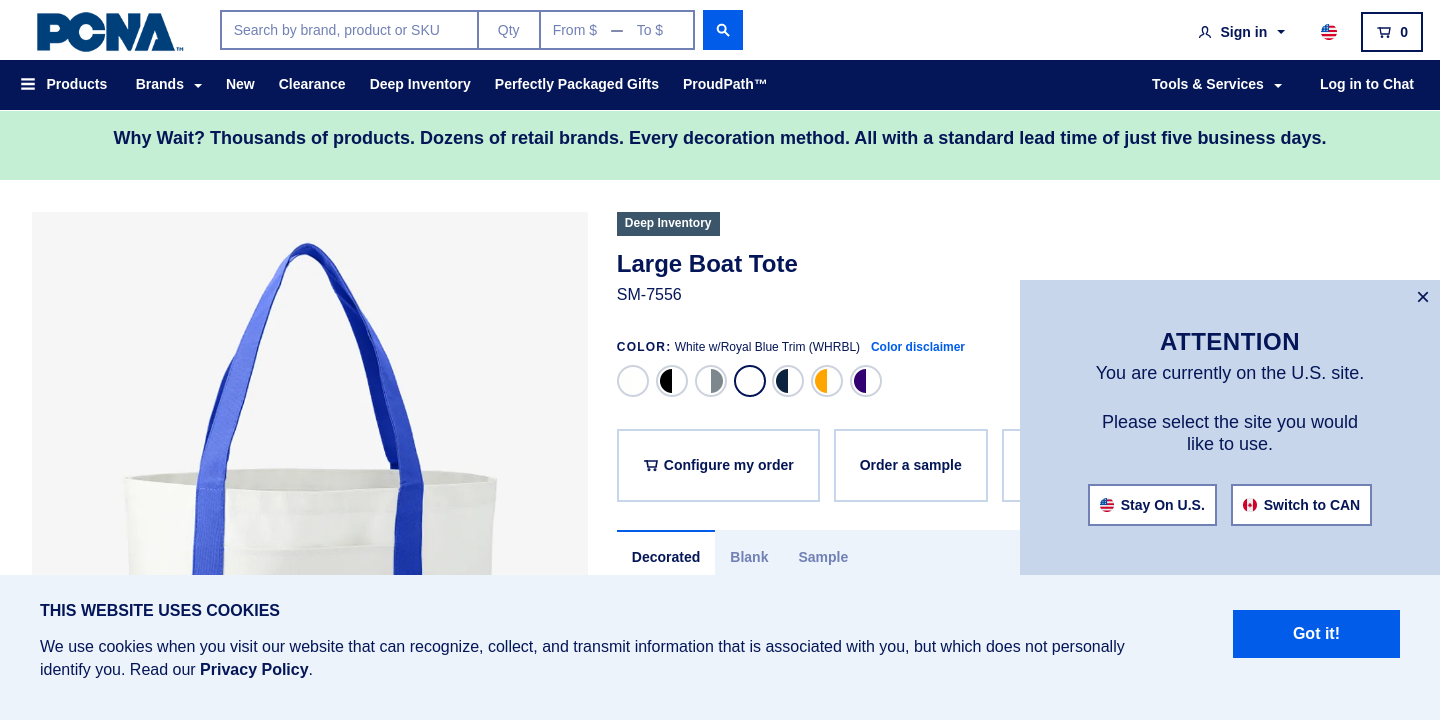 PCNA™
Search by brand, product or SKU
Qty
From $ — To $
Sign in
0
Products
Brands
New
Clearance
Deep Inventory
Perfectly Packaged Gifts
ProudPath™
Tools & Services
Log in to Chat
Why Wait? Thousands of products. Dozens of retail brands. Every decoration method. All with a standard lead time of just five business days.
Deep Inventory
Large Boat Tote
SM-7556
COLOR: White w/Royal Blue Trim (WHRBL) Color disclaimer
Configure my order
Order a sample
Decorated
Blank
Sample
×
ATTENTION
You are currently on the U.S. site.
Please select the site you would
like to use.
Stay On U.S.
Switch to CAN
THIS WEBSITE USES COOKIES
We use cookies when you visit our website that can recognize, collect, and transmit information that is associated with you, but which does not personally
identify you. Read our Privacy Policy.
Got it!